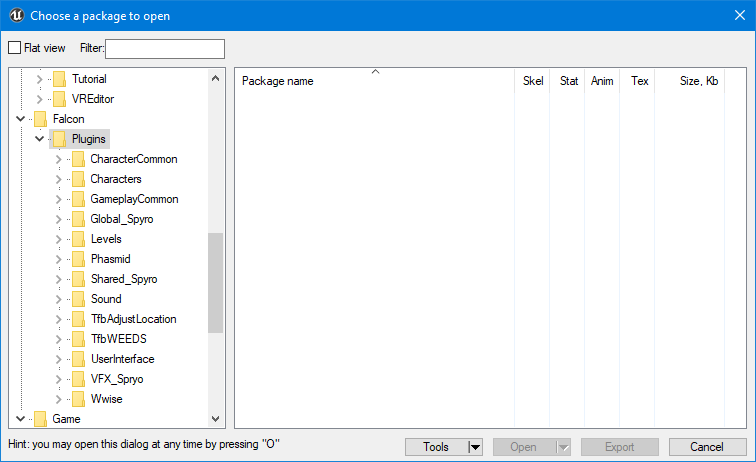 Choose a package to open
Flat view Filter:
Tutorial
VREditor
Falcon
Plugins
CharacterCommon
Characters
GameplayCommon
Global_Spyro
Levels
Phasmid
Shared_Spyro
Sound
TfbAdjustLocation
TfbWEEDS
UserInterface
VFX_Spryo
Wwise
Game
Package name Skel Stat Anim Tex Size, Kb
Hint: you may open this dialog at any time by pressing "O"
Tools Open Export Cancel